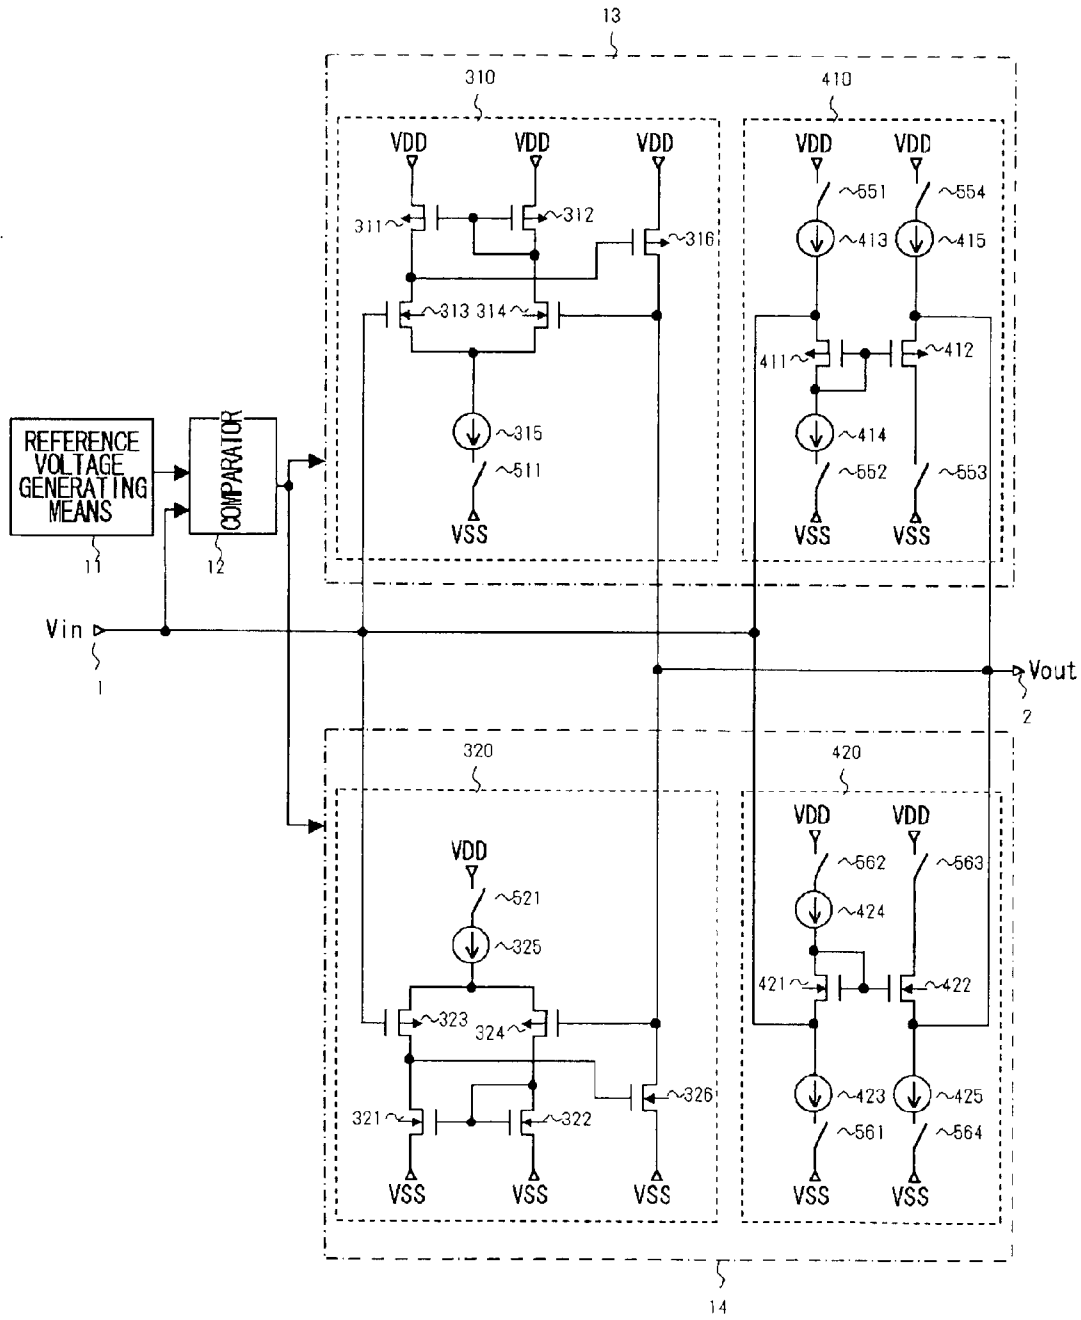 13
310
410
VDD VDD VDD VDD VDD
551 554
311 312 316 413 415
313 314
411 412
315 414
511 552 553
VSS VSS VSS
REFERENCE
VOLTAGE
GENERATING
MEANS
COMPARATOR
11 12
Vin
1
Vout
2
320 420
VDD VDD
562 563
VDD
521 424
325
421 422
323 324
326 423 425
321 322 561 564
VSS VSS VSS VSS VSS
14